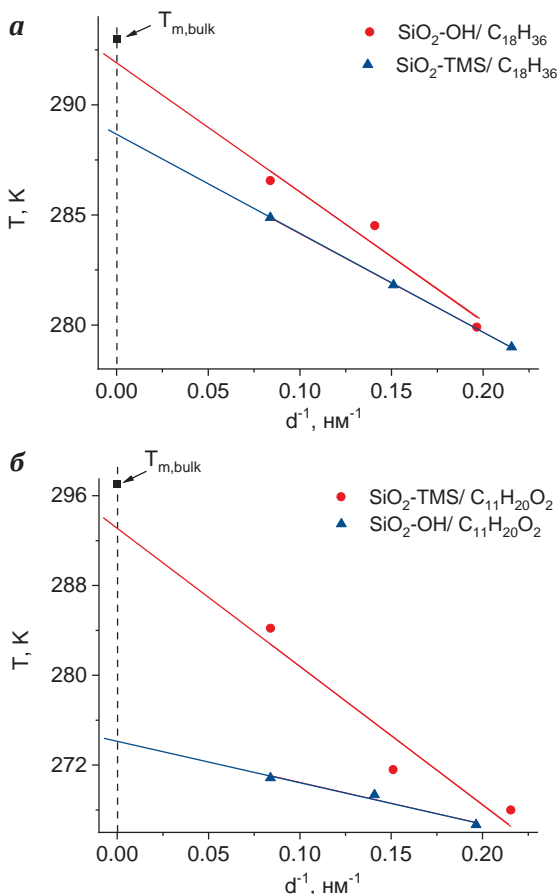 а
T, K
290
285
280
T_m,bulk
SiO₂-OH/ C₁₈H₃₆
SiO₂-TMS/ C₁₈H₃₆
0.00 0.05 0.10 0.15 0.20
d⁻¹, нм⁻¹
б
T, K
296
288
280
272
T_m,bulk
SiO₂-TMS/ C₁₁H₂₀O₂
SiO₂-OH/ C₁₁H₂₀O₂
0.00 0.05 0.10 0.15 0.20
d⁻¹, нм⁻¹